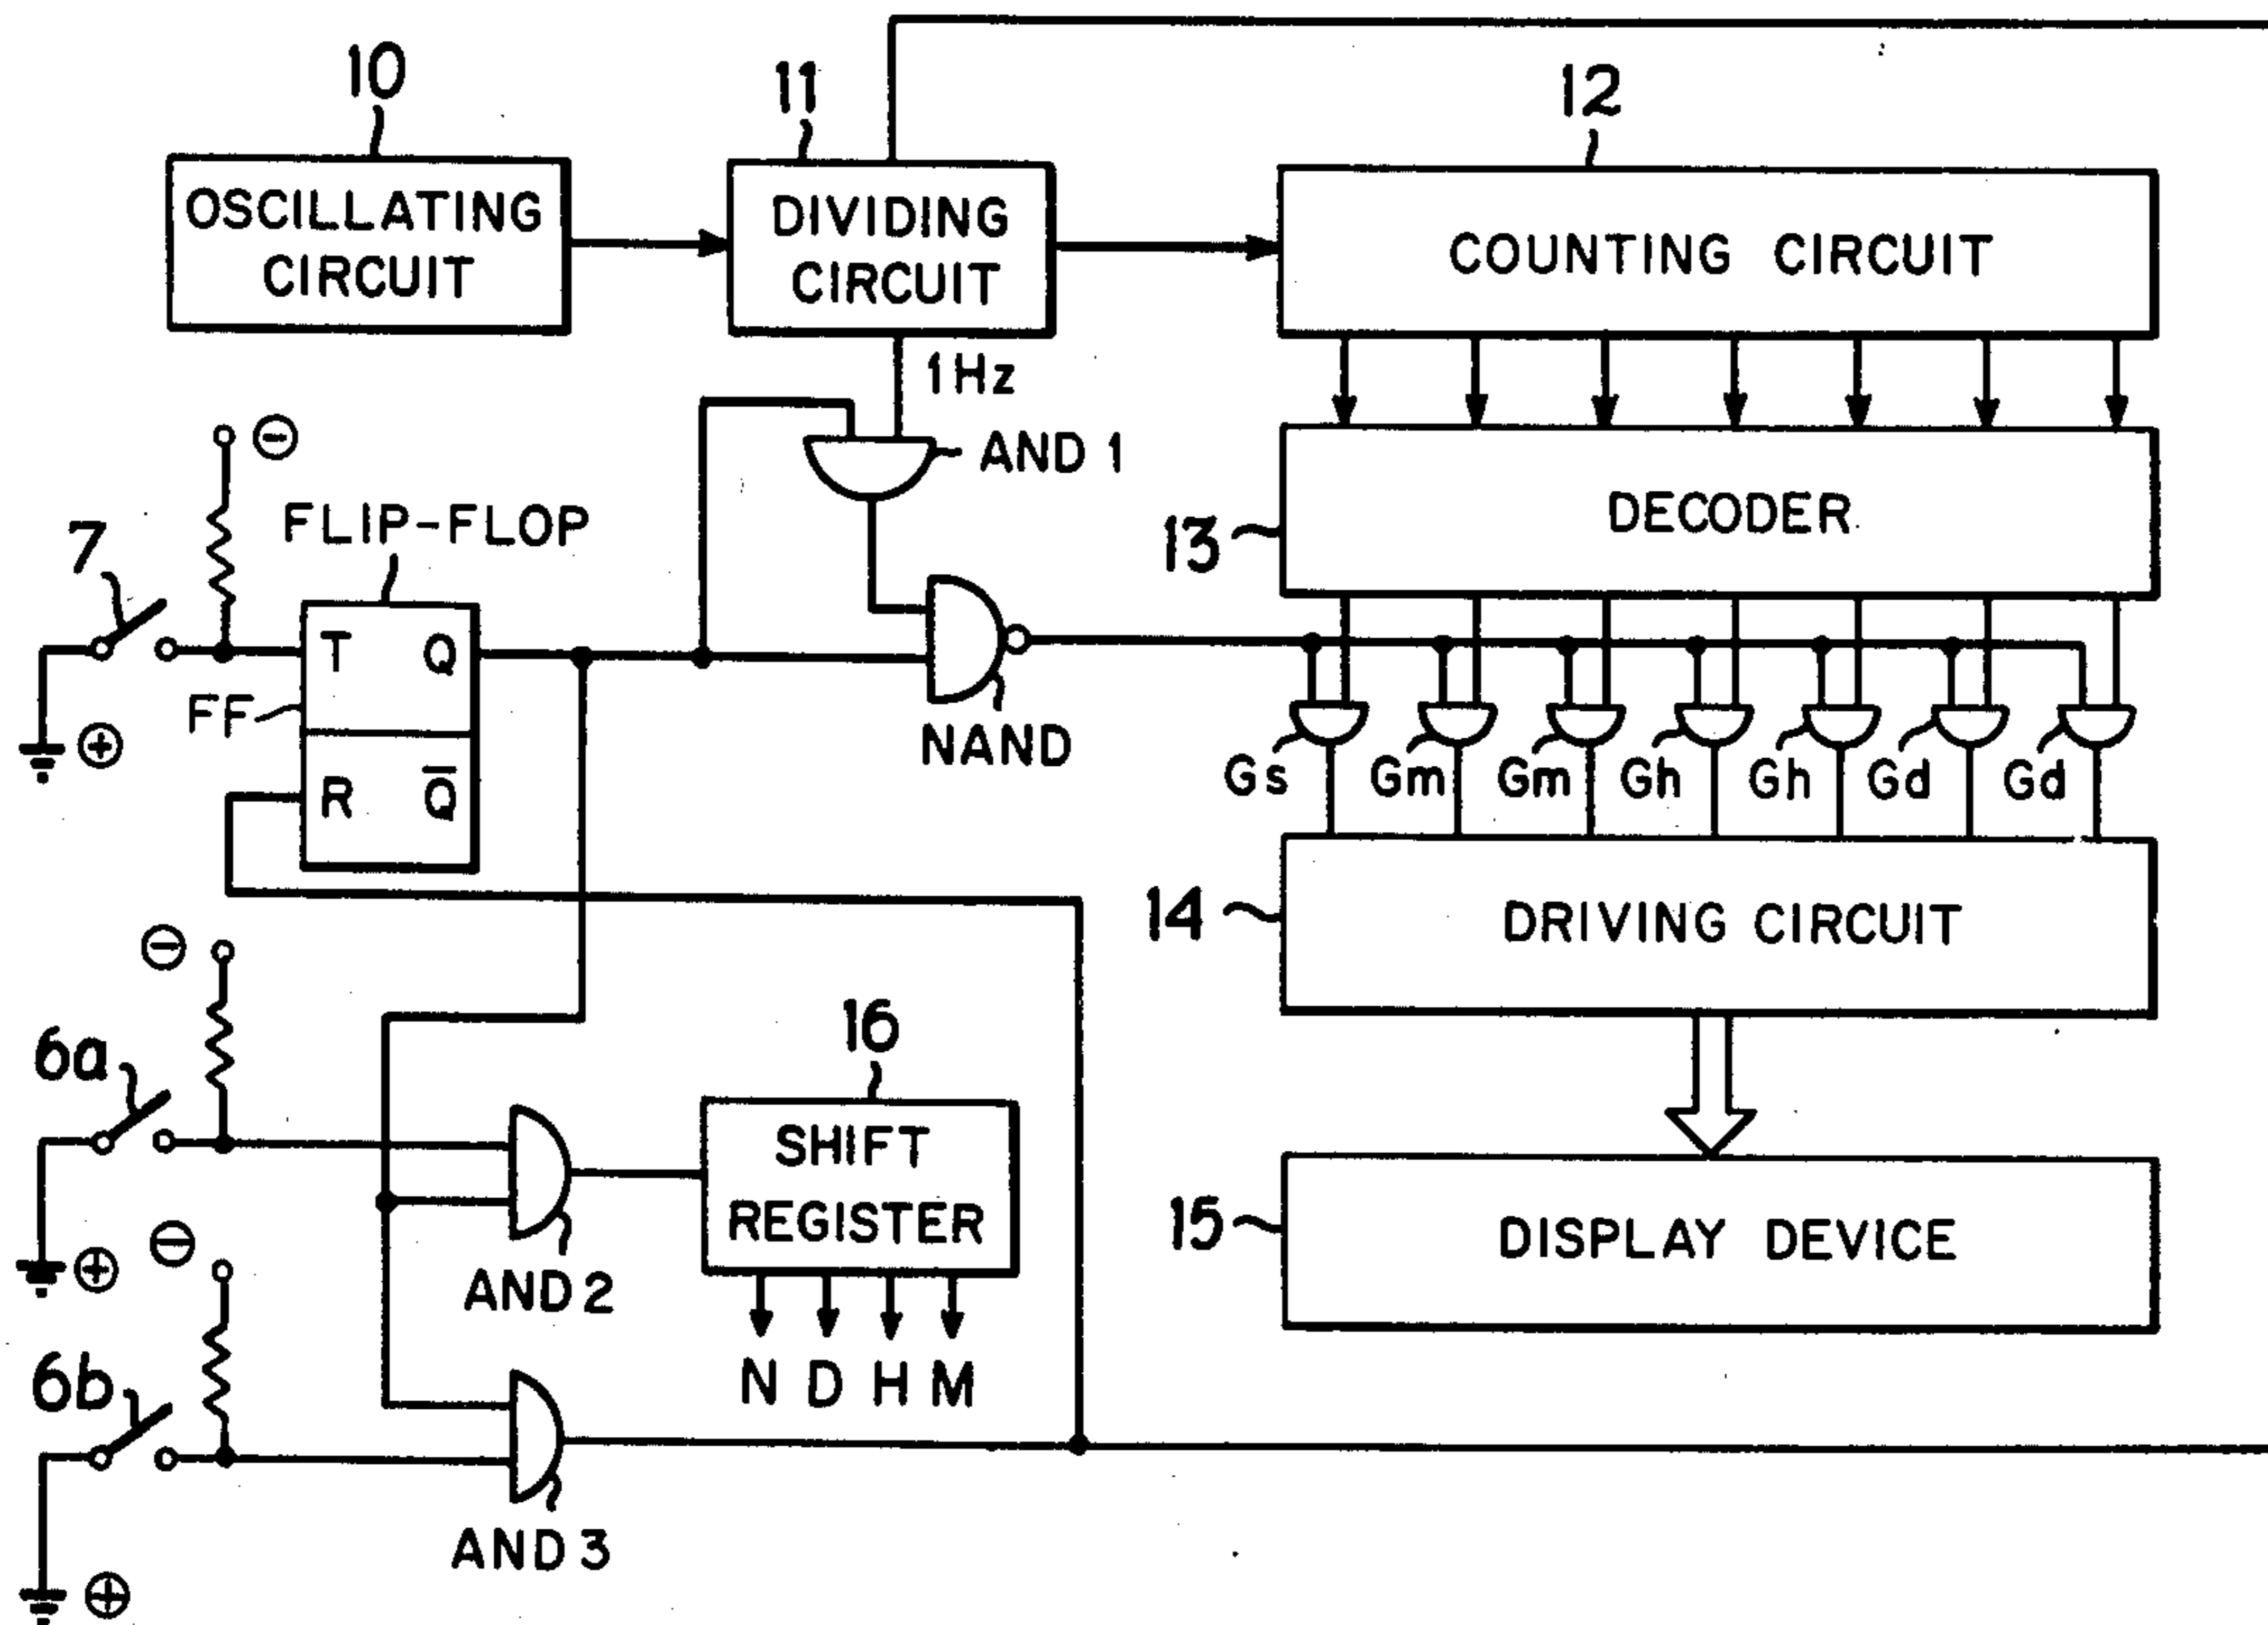 10
11
12
OSCILLATING
CIRCUIT
DIVIDING
CIRCUIT
COUNTING CIRCUIT
1Hz
⊖
AND 1
7
FLIP-FLOP
13
DECODER
T Q
FF
⊕
NAND
R Q̅
Gs Gm Gm Gh Gh Gd Gd
14
DRIVING CIRCUIT
⊖
6a
16
SHIFT
REGISTER
⊕
⊖
AND 2
15
DISPLAY DEVICE
6b
N D H M
AND 3
⊕